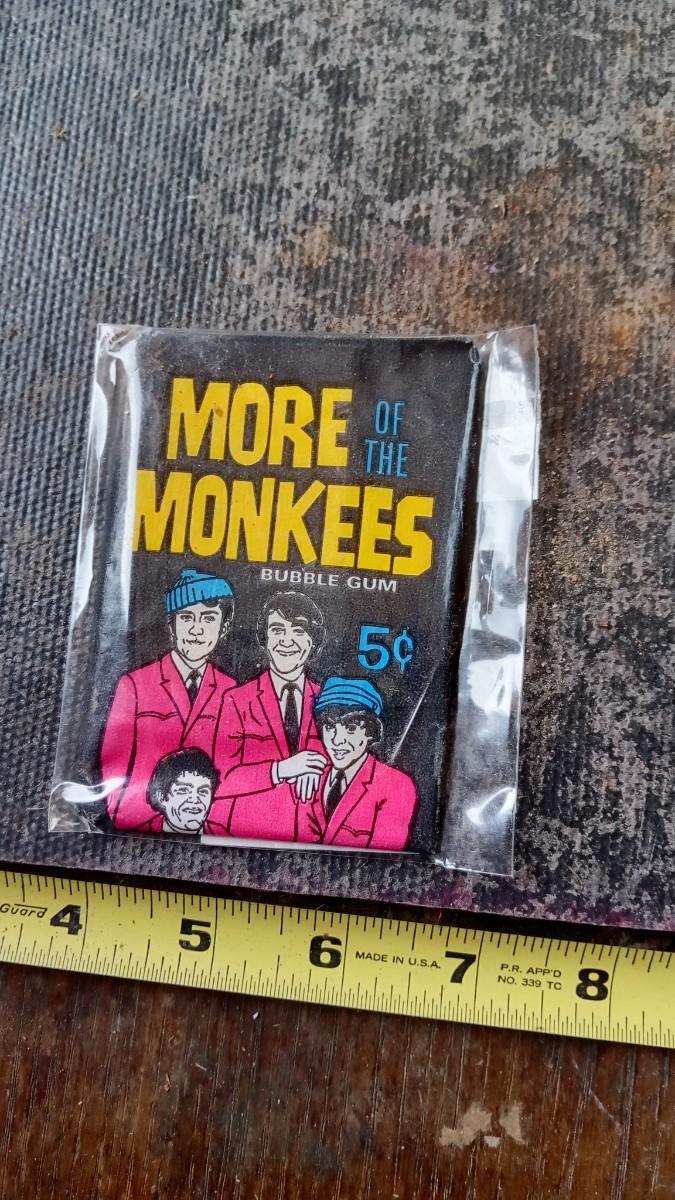 MORE OF
THE
MONKEES
BUBBLE GUM
5¢
Guard 4 5 6 MADE IN U.S.A. 7 P.R. APP'D 8
NO. 339 TC